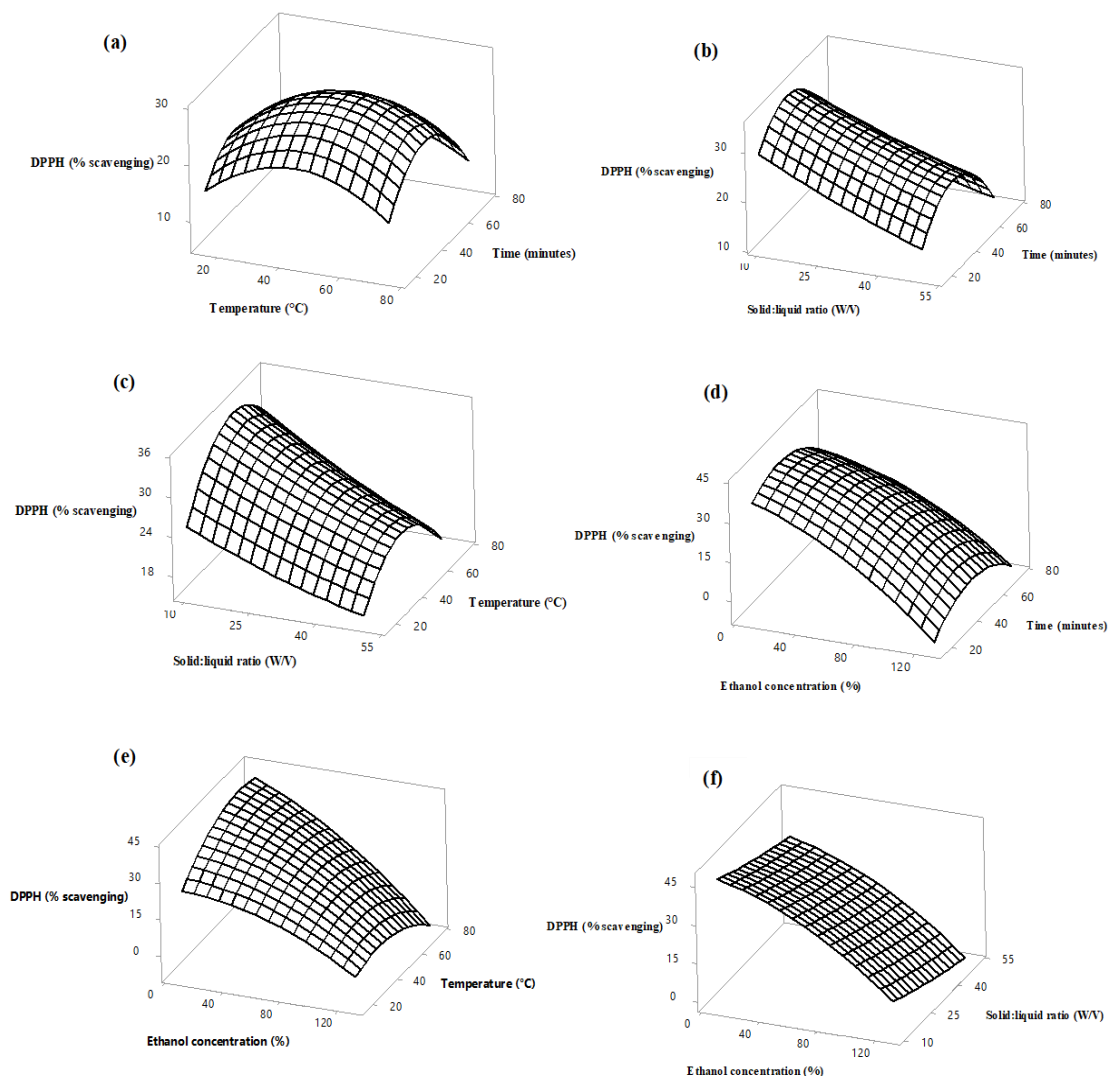 (a)
30
DPPH (% scavenging)
20
10
80
60
40
20
Time (minutes)
20
40
60
80
Temperature (°C)
(b)
30
DPPH (% scavenging)
20
10
80
60
40
20
Time (minutes)
10
25
40
55
Solid:liquid ratio (W/V)
(c)
36
30
DPPH (% scavenging)
24
18
80
60
40
20
Temperature (°C)
10
25
40
55
Solid:liquid ratio (W/V)
(d)
45
30
DPPH (% scavenging)
15
0
80
60
40
20
Time (minutes)
0
40
80
120
Ethanol concentration (%)
(e)
45
30
DPPH (% scavenging)
15
0
80
60
40
20
Temperature (°C)
0
40
80
120
Ethanol concentration (%)
(f)
45
30
DPPH (% scavenging)
15
0
55
40
25
10
Solid:liquid ratio (W/V)
0
40
80
120
Ethanol concentration (%)